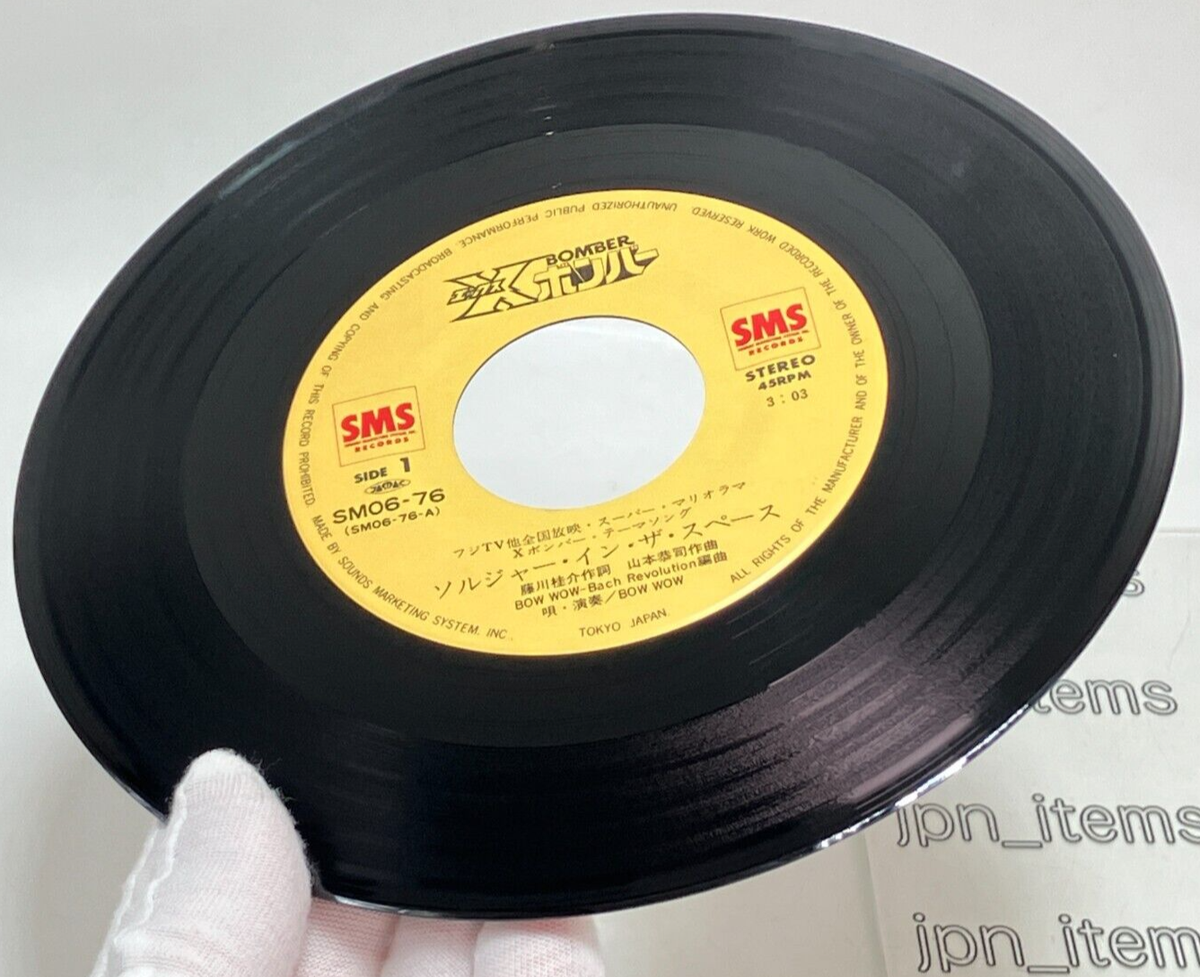 BOMBER
エックス Xボンバー
SMS
RECORDS
STEREO
45RPM
3:03
SMS
RECORDS
SIDE 1
JASRAC
SM06-76
(SM06-76-A)
フジTV他全国放映・スーパー・マリオラマ
Xボンバー・テーマソング
ソルジャー・イン・ザ・スペース
藤川桂介作詞 山本恭司作曲
BOW WOW-Bach Revolution編曲
唄・演奏/BOW WOW
MADE BY SOUNDS MARKETING SYSTEM, INC. TOKYO JAPAN.
ALL RIGHTS OF THE MANUFACTURER AND OF THE OWNER OF THE RECORDED WORK RESERVED.
UNAUTHORIZED PUBLIC PERFORMANCE. BROADCASTING AND COPYING OF THIS RECORD PROHIBITED.
tems
jpn_items
jpn_items